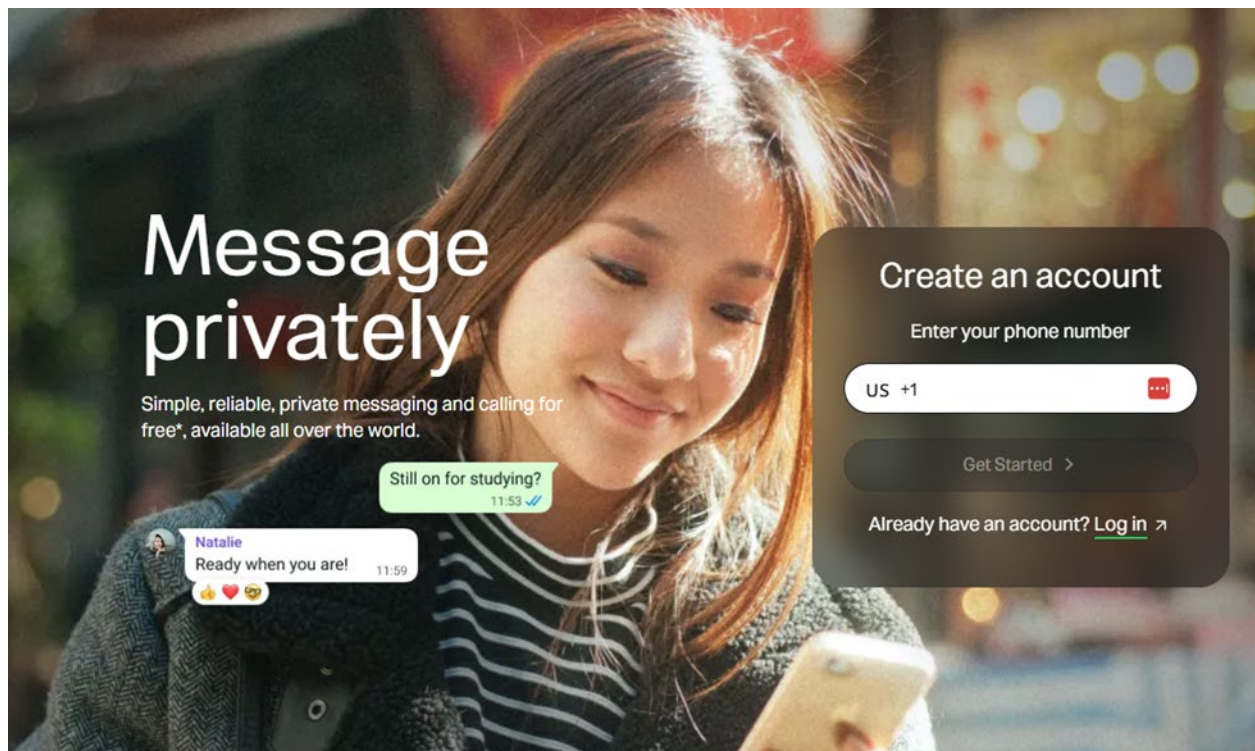 Message
privately
Simple, reliable, private messaging and calling for
free*, available all over the world.
Still on for studying?
11:53
Natalie
Ready when you are!
11:59
Create an account
Enter your phone number
US +1
Get Started
Already have an account? Log in